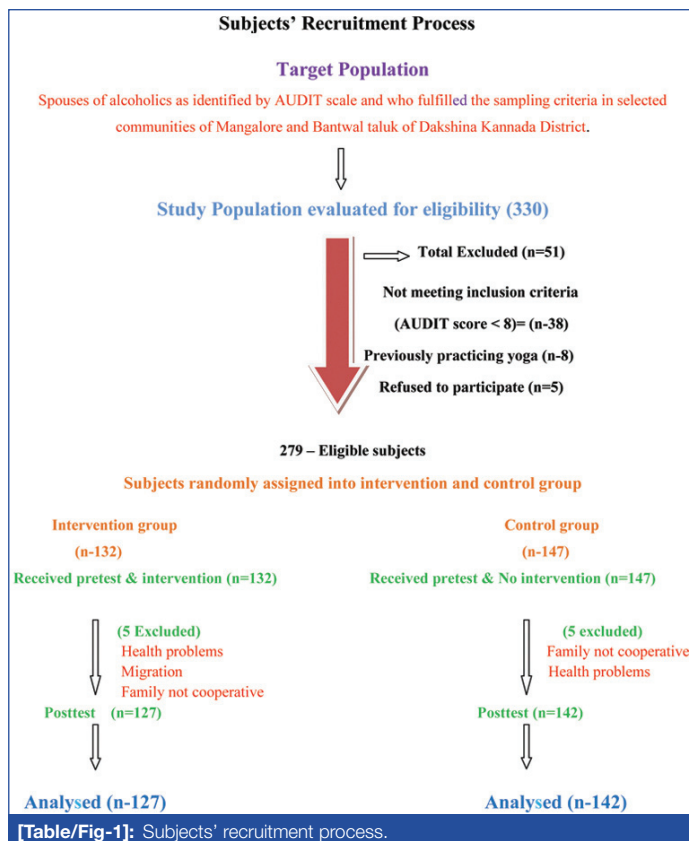 Subjects' Recruitment Process
Target Population
Spouses of alcoholics as identified by AUDIT scale and who fulfilled the sampling criteria in selected
communities of Mangalore and Bantwal taluk of Dakshina Kannada District.
Study Population evaluated for eligibility (330)
Total Excluded (n=51)
Not meeting inclusion criteria
(AUDIT score < 8)= (n-38)
Previously practicing yoga (n-8)
Refused to participate (n=5)
279 – Eligible subjects
Subjects randomly assigned into intervention and control group
Intervention group
(n-132)
Received pretest & intervention (n=132)
(5 Excluded)
Health problems
Migration
Family not cooperative
Posttest (n=127)
Analysed (n-127)
Control group
(n-147)
Received pretest & No intervention (n=147)
(5 excluded)
Family not cooperative
Health problems
Posttest (n=142)
Analysed (n-142)
[Table/Fig-1]: Subjects' recruitment process.